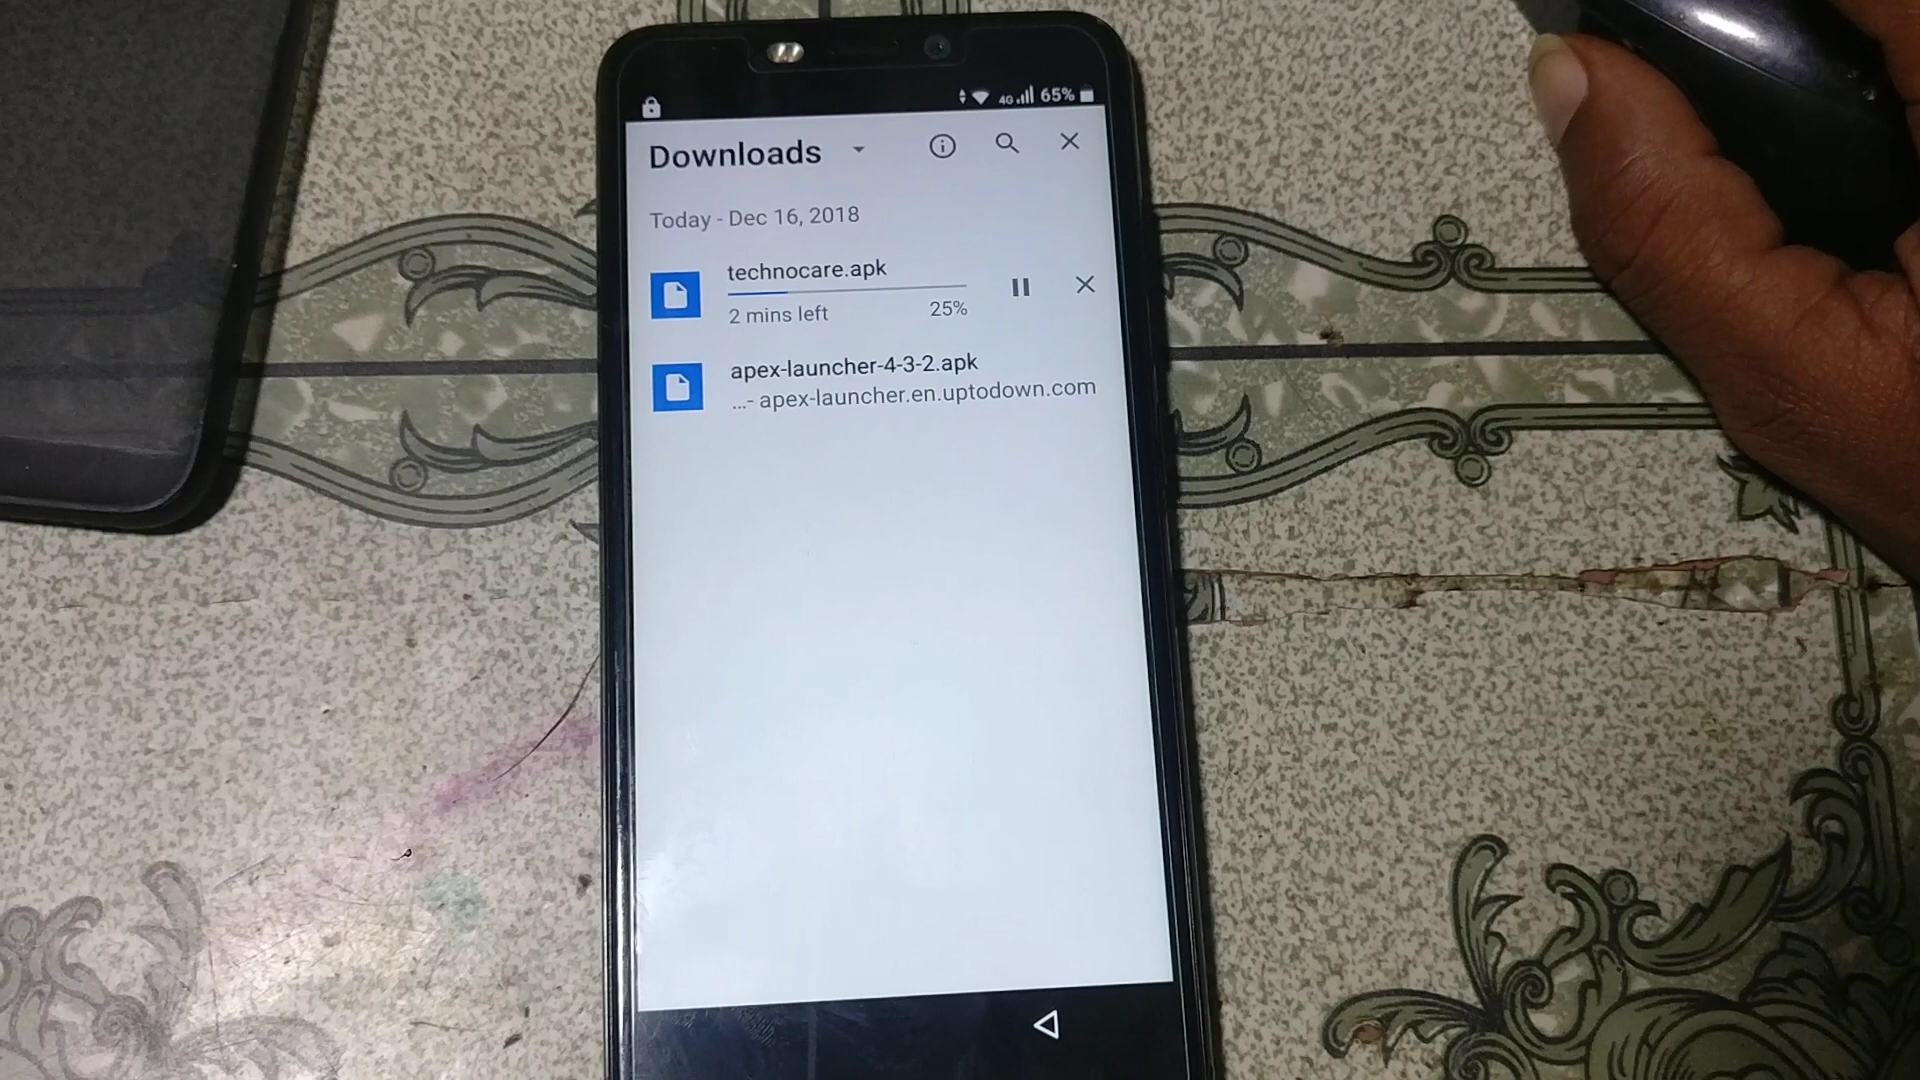 4G 65%
Downloads
Today - Dec 16, 2018
technocare.apk
2 mins left 25%
apex-launcher-4-3-2.apk
...- apex-launcher.en.uptodown.com